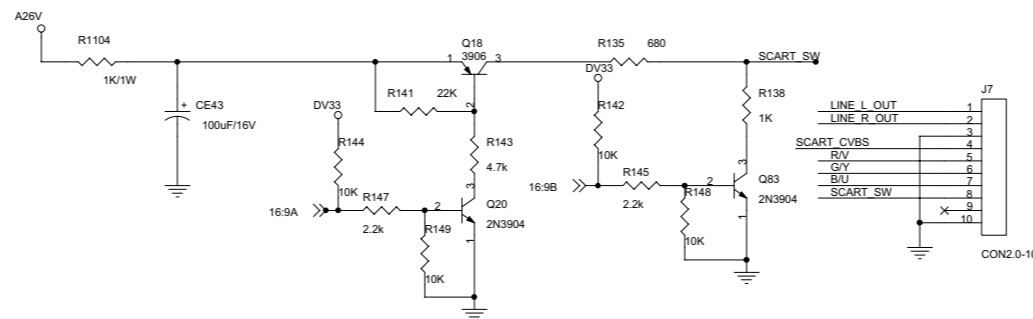 A26V
R1104
1K/1W
CE43
+
100uF/16V
Q18
3906
1
3
2
R141
22K
DV33
R144
10K
R143
4.7k
16:9A
R147
2.2k
2
3
Q20
2N3904
1
R149
10K
R135
680
SCART_SW
DV33
R142
10K
R138
1K
16:9B
R145
2.2k
2
3
Q83
2N3904
1
R148
10K
J7
LINE_L_OUT
1
LINE_R_OUT
2
3
SCART_CVBS
4
R/V
5
G/Y
6
B/U
7
SCART_SW
8
9
10
CON2.0-10